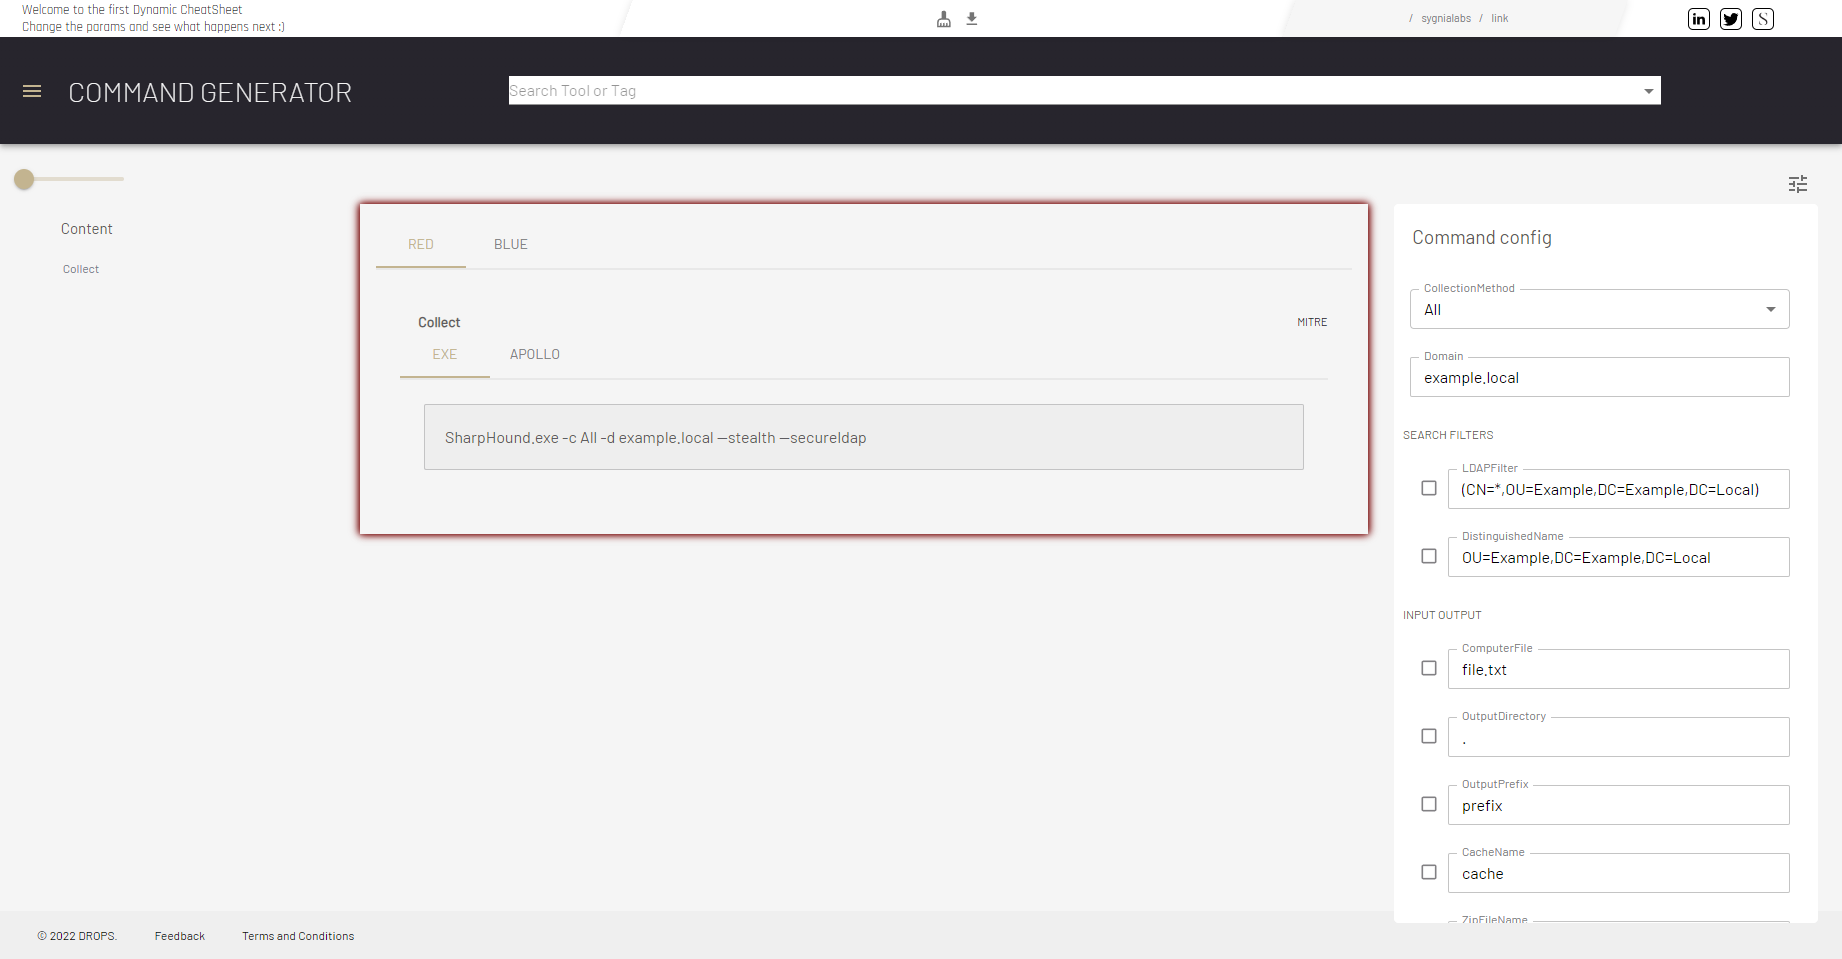 Welcome to the first Dynamic CheatSheet
Change the params and see what happens next :)
/ sygnialabs / link
in
S
COMMAND GENERATOR
Search Tool or Tag
Content
Collect
RED BLUE
Collect
MITRE
EXE APOLLO
SharpHound.exe -c All -d example.local --stealth --secureldap
Command config
CollectionMethod
All
Domain
example.local
SEARCH FILTERS
LDAPFilter
(CN=*,OU=Example,DC=Example,DC=Local)
DistinguishedName
OU=Example,DC=Example,DC=Local
INPUT OUTPUT
ComputerFile
file.txt
OutputDirectory
.
OutputPrefix
prefix
CacheName
cache
ZipFileName
© 2022 DROPS. Feedback Terms and Conditions